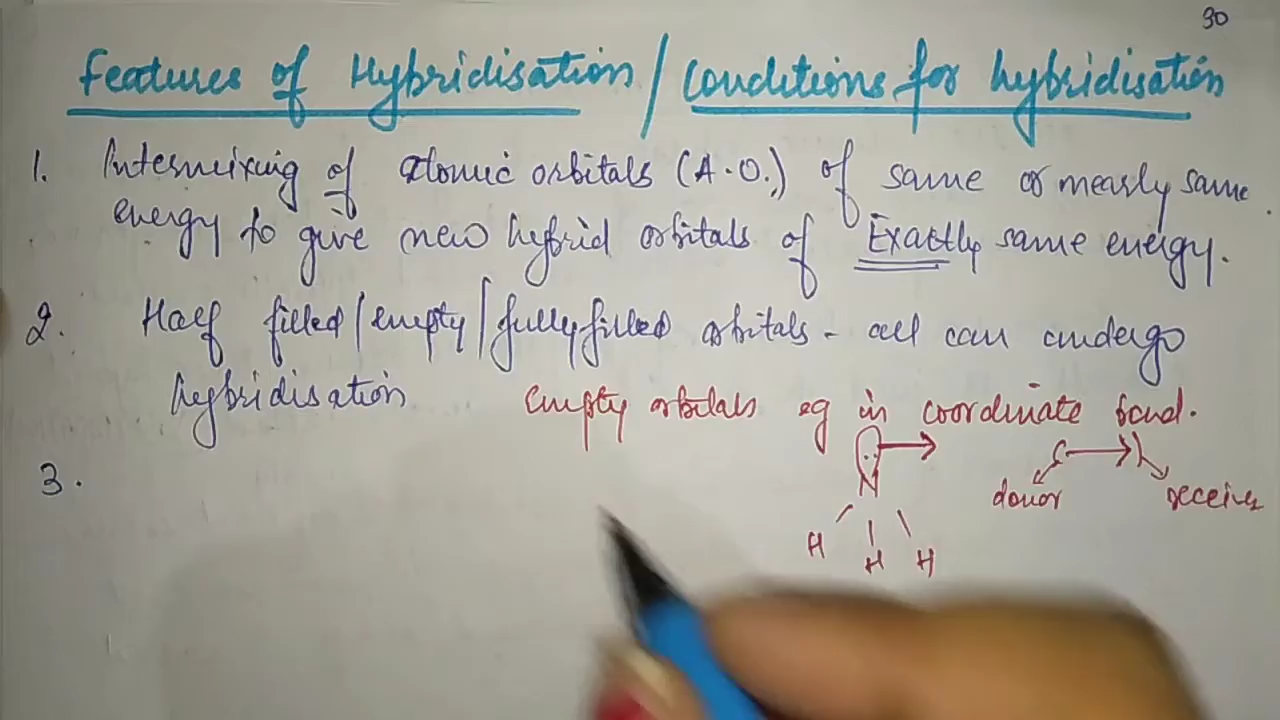 30
Features of Hybridisation / Conditions for hybridisation
1. Intermixing of atomic orbitals (A.O.) of same or nearly same
energy to give new hybrid orbitals of Exactly same energy.
2. Half filled/empty/fullyfilled orbitals - all can undergo
hybridisation
Empty orbitals eg in coordinate bond.
donor
receiver
N
H
H
H
3.